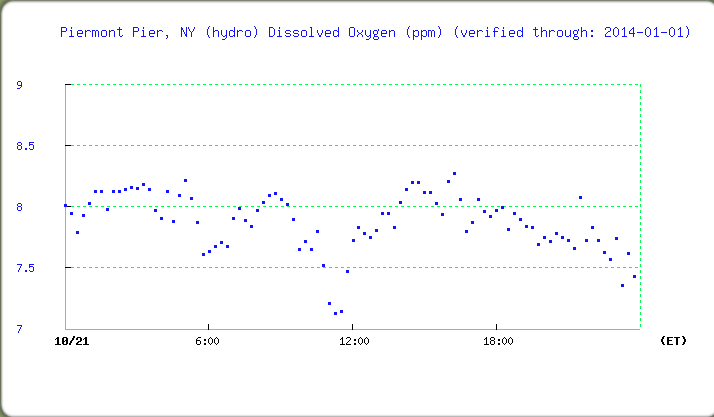 Piermont Pier, NY (hydro) Dissolved Oxygen (ppm) (verified through: 2014-01-01)
9
8.5
8
7.5
7
10/21 6:00 12:00 18:00 (ET)